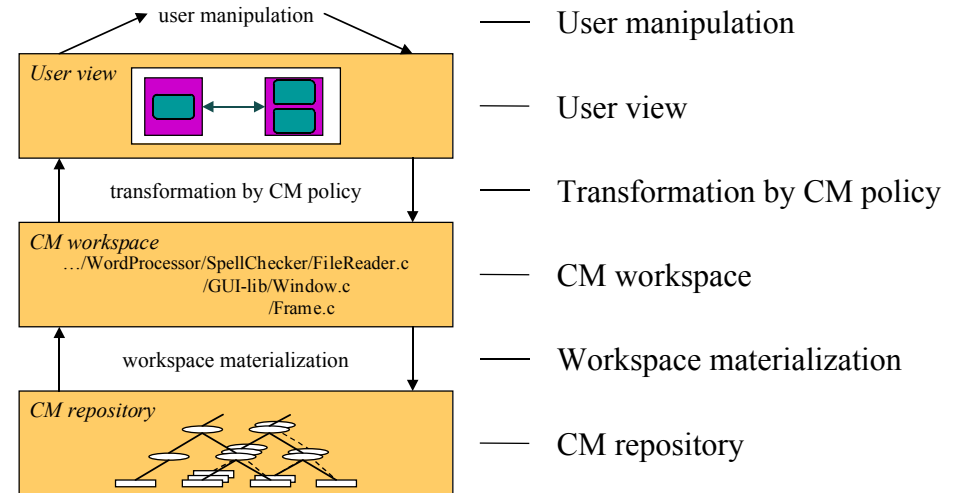 user manipulation
User view
transformation by CM policy
CM workspace
…/WordProcessor/SpellChecker/FileReader.c
/GUI-lib/Window.c
/Frame.c
workspace materialization
CM repository
User manipulation
User view
Transformation by CM policy
CM workspace
Workspace materialization
CM repository